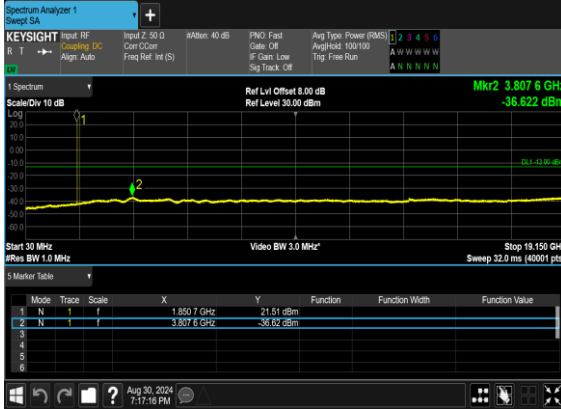 Spectrum Analyzer 1
Swept SA
+
KEYSIGHT Input: RF Input Z: 50 Ω #Atten: 40 dB PNO: Fast Avg Type: Power (RMS) 1 2 3 4 5 6
R T Coupling: DC Corr CCorr Gate: Off Avg|Hold: 100/100 A W W W W W
Align: Auto Freq Ref: Int (S) IF Gain: Low Trig: Free Run
Sig Track: Off A N N N N N
1 Spectrum Ref Lvl Offset 8.00 dB Mkr2 3.807 6 GHz
Scale/Div 10 dB Ref Level 30.00 dBm -36.622 dBm
Log
20.0
10.0
0.00
-10.0
-20.0
-30.0
-40.0
-50.0
-60.0
1
2
DL1 -13.00 dBm
Start 30 MHz Video BW 3.0 MHz* Stop 19.150 GHz
#Res BW 1.0 MHz Sweep 32.0 ms (40001 pts)
5 Marker Table
Mode Trace Scale X Y Function Function Width Function Value
1 N 1 f 1.850 7 GHz 21.51 dBm
2 N 1 f 3.807 6 GHz -36.62 dBm
3
4
5
6
? Aug 30, 2024
7:17:16 PM